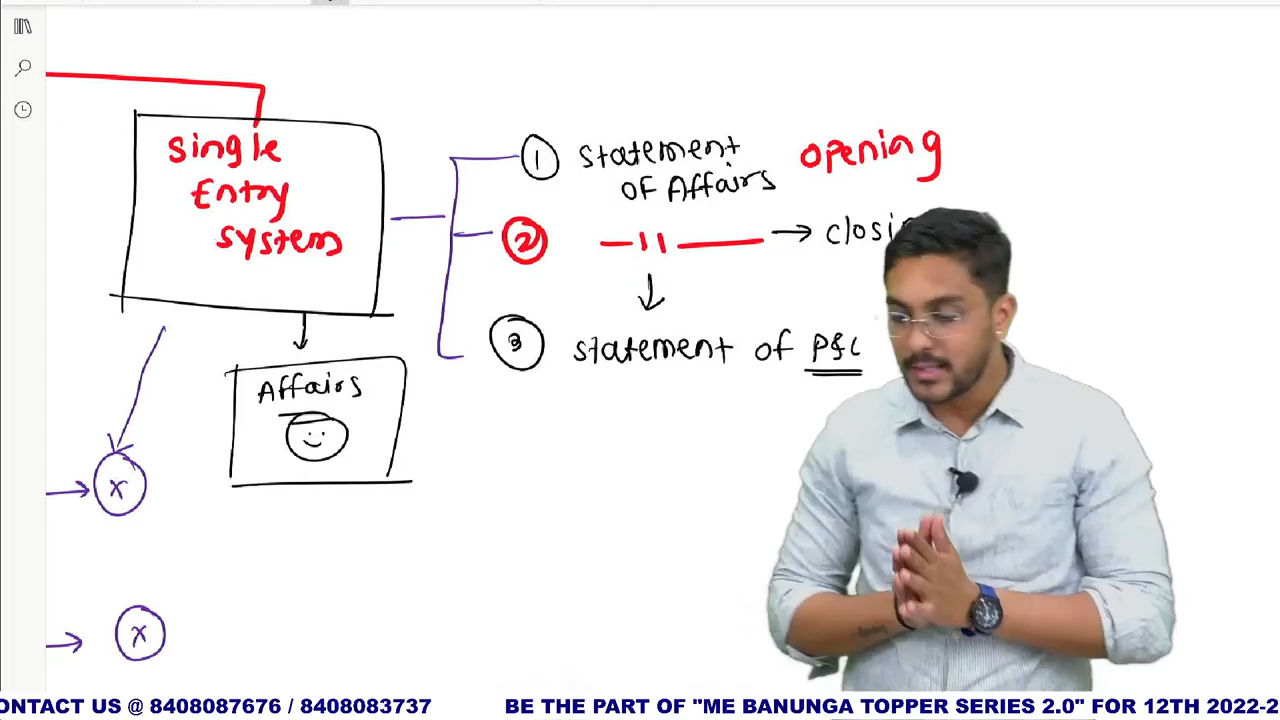 Single
Entry
system
① statement
of Affairs
opening
② — 11 — → closi
③ statement of P&L
Affairs
x
x
ONTACT US @ 8408087676 / 8408083737 BE THE PART OF "ME BANUNGA TOPPER SERIES 2.0" FOR 12TH 2022-2